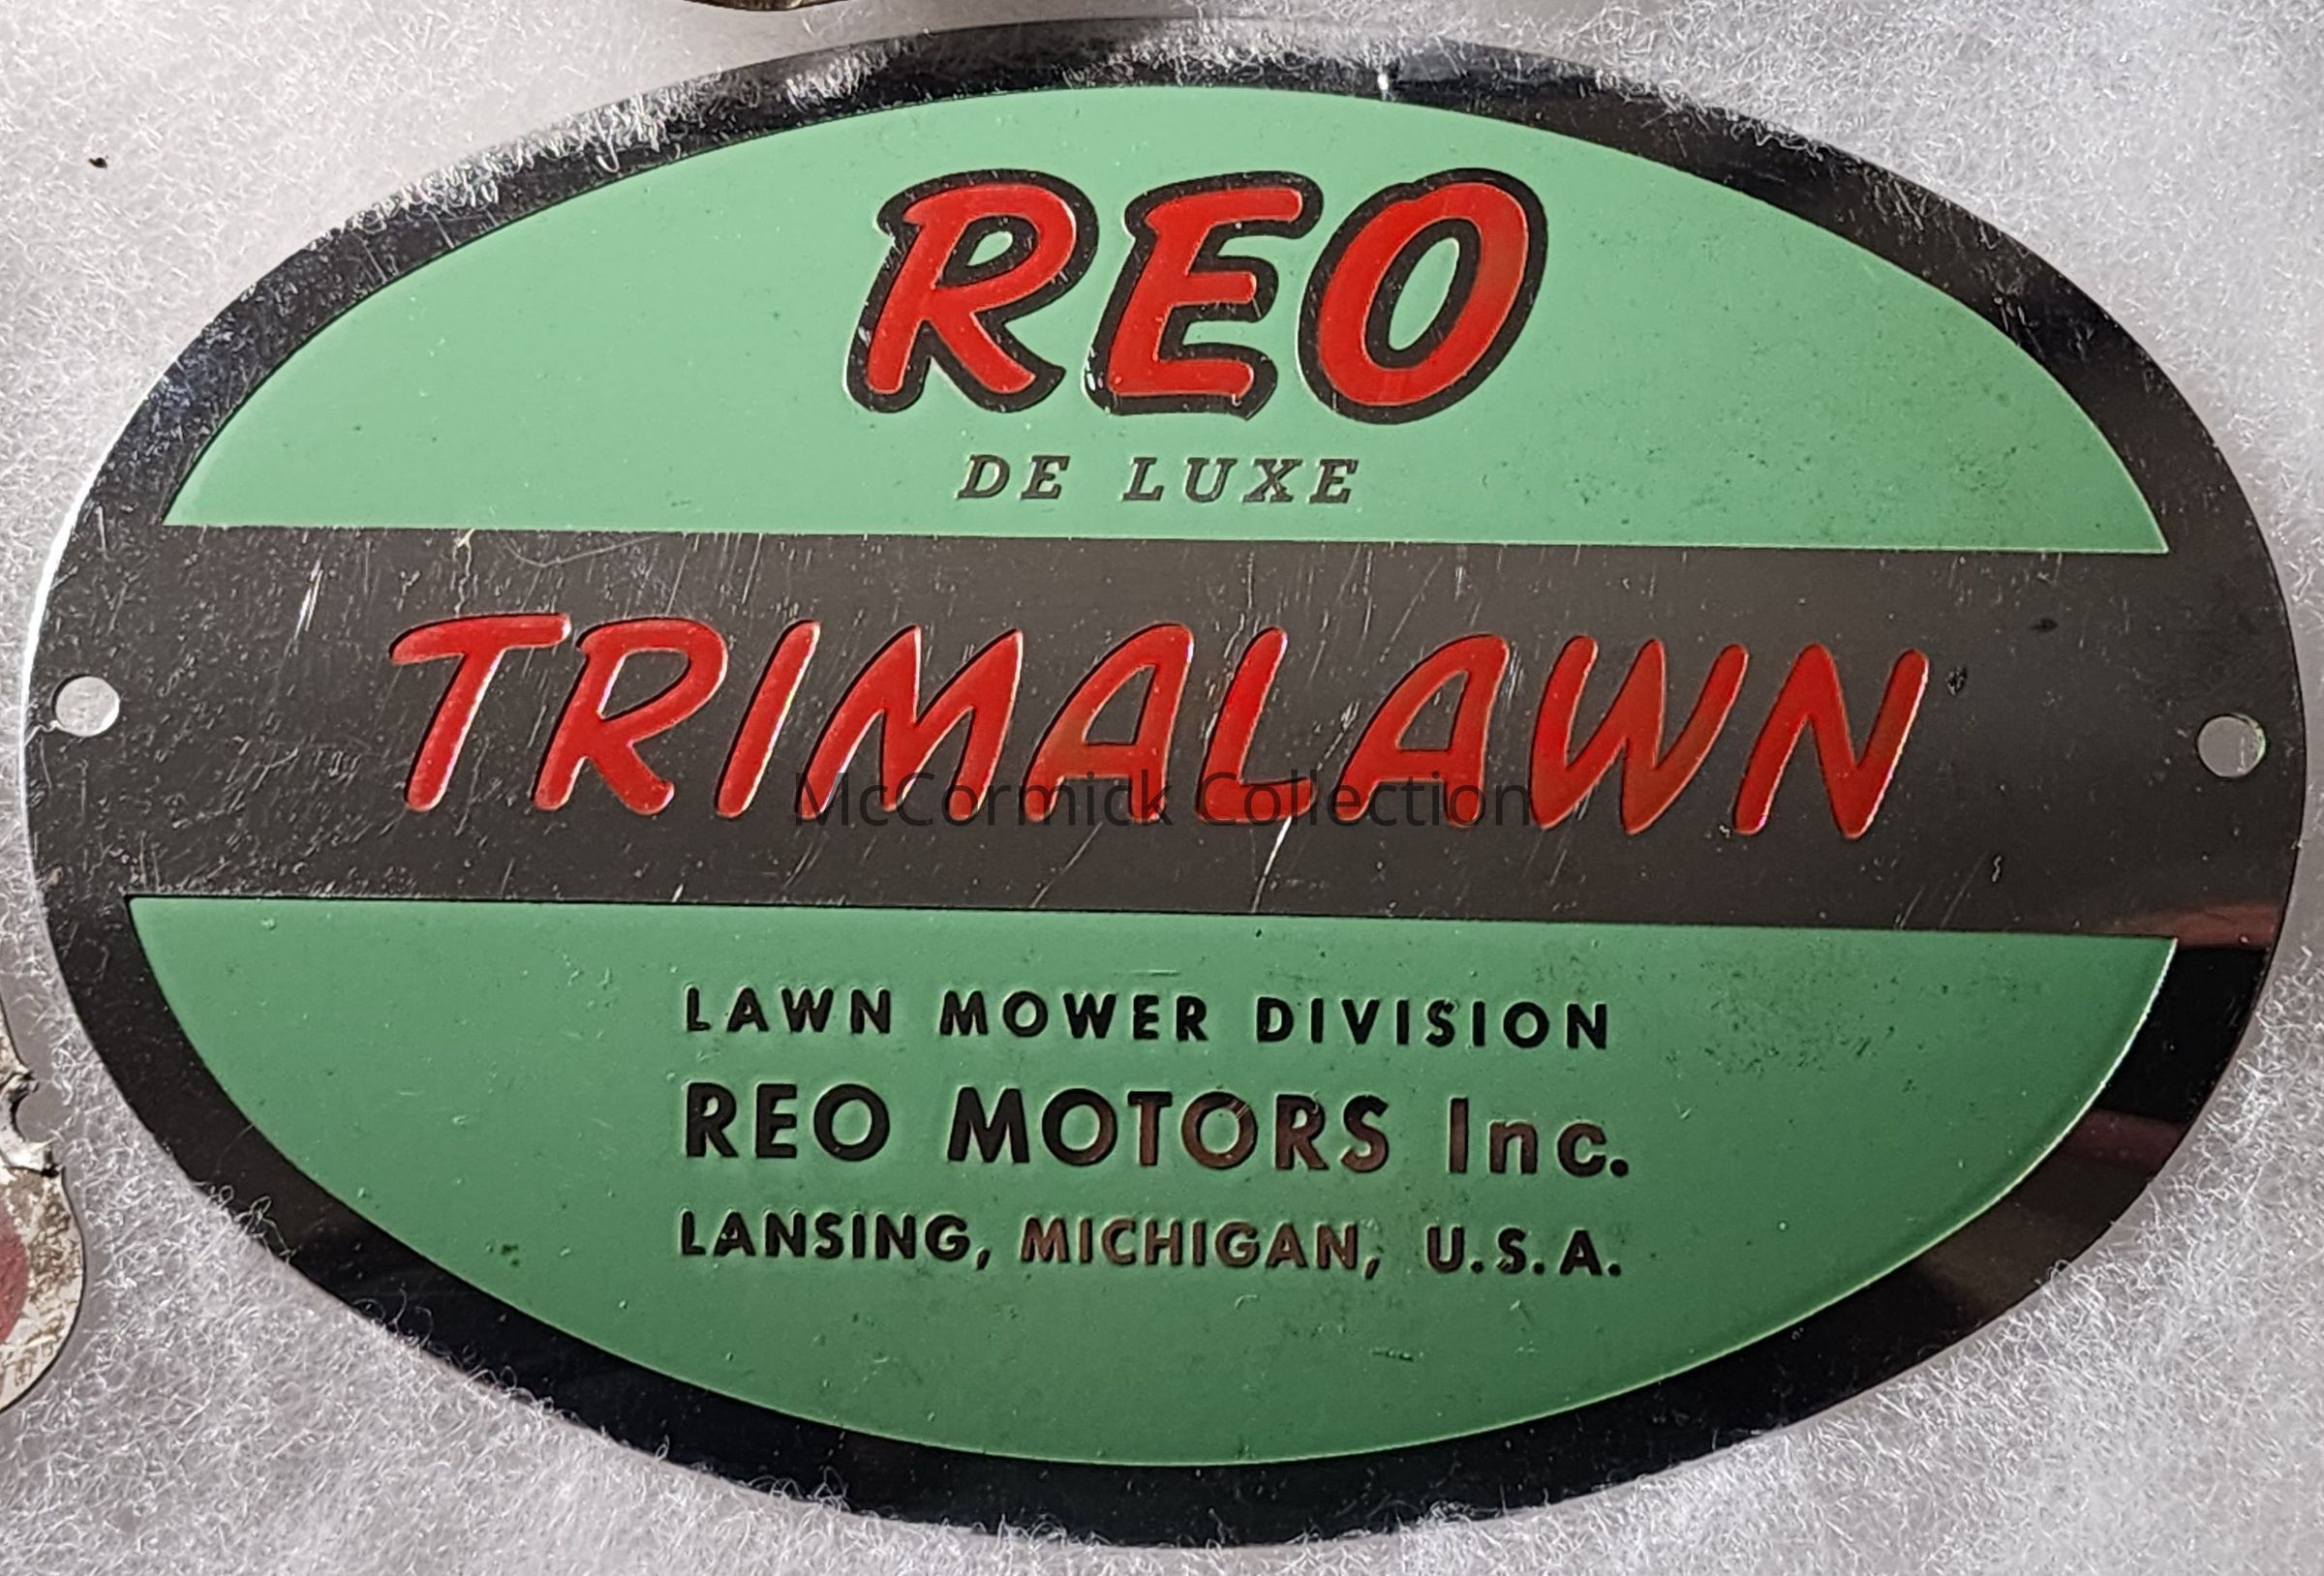 REO
DE LUXE
TRIMALAWN
McCormick Collection
LAWN MOWER DIVISION
REO MOTORS Inc.
LANSING, MICHIGAN, U.S.A.